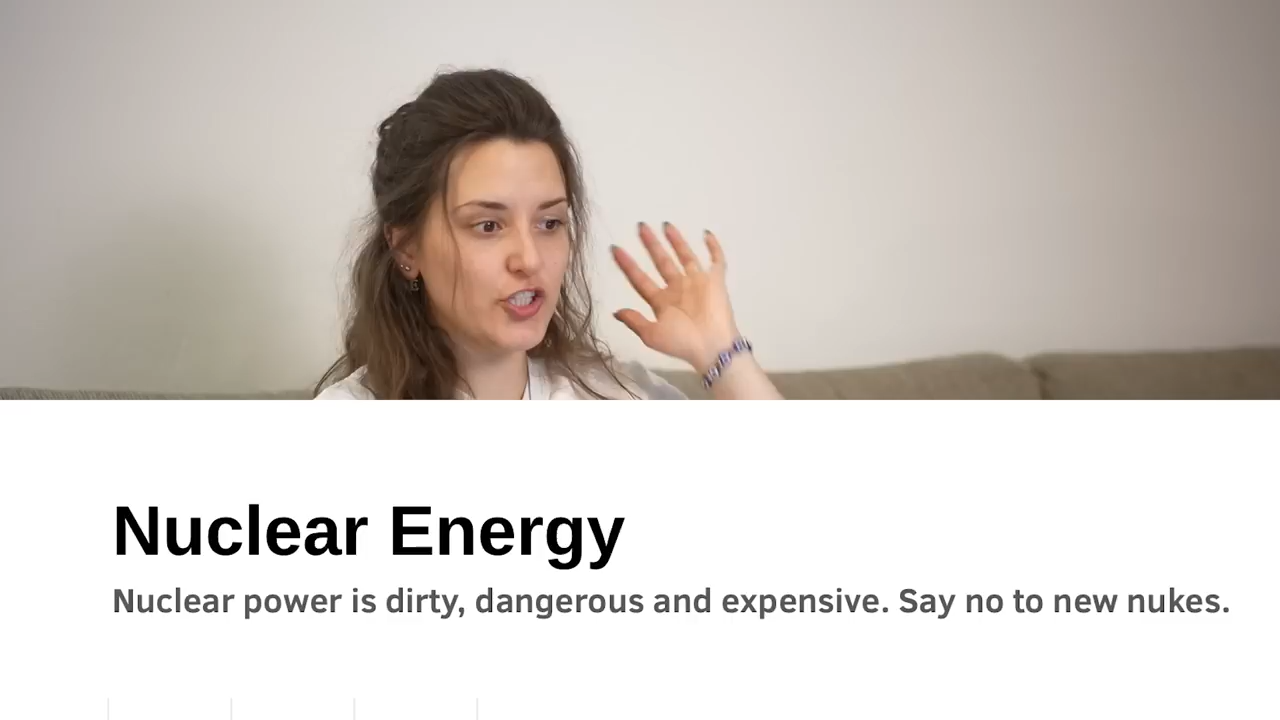 Nuclear Energy
Nuclear power is dirty, dangerous and expensive. Say no to new nukes.